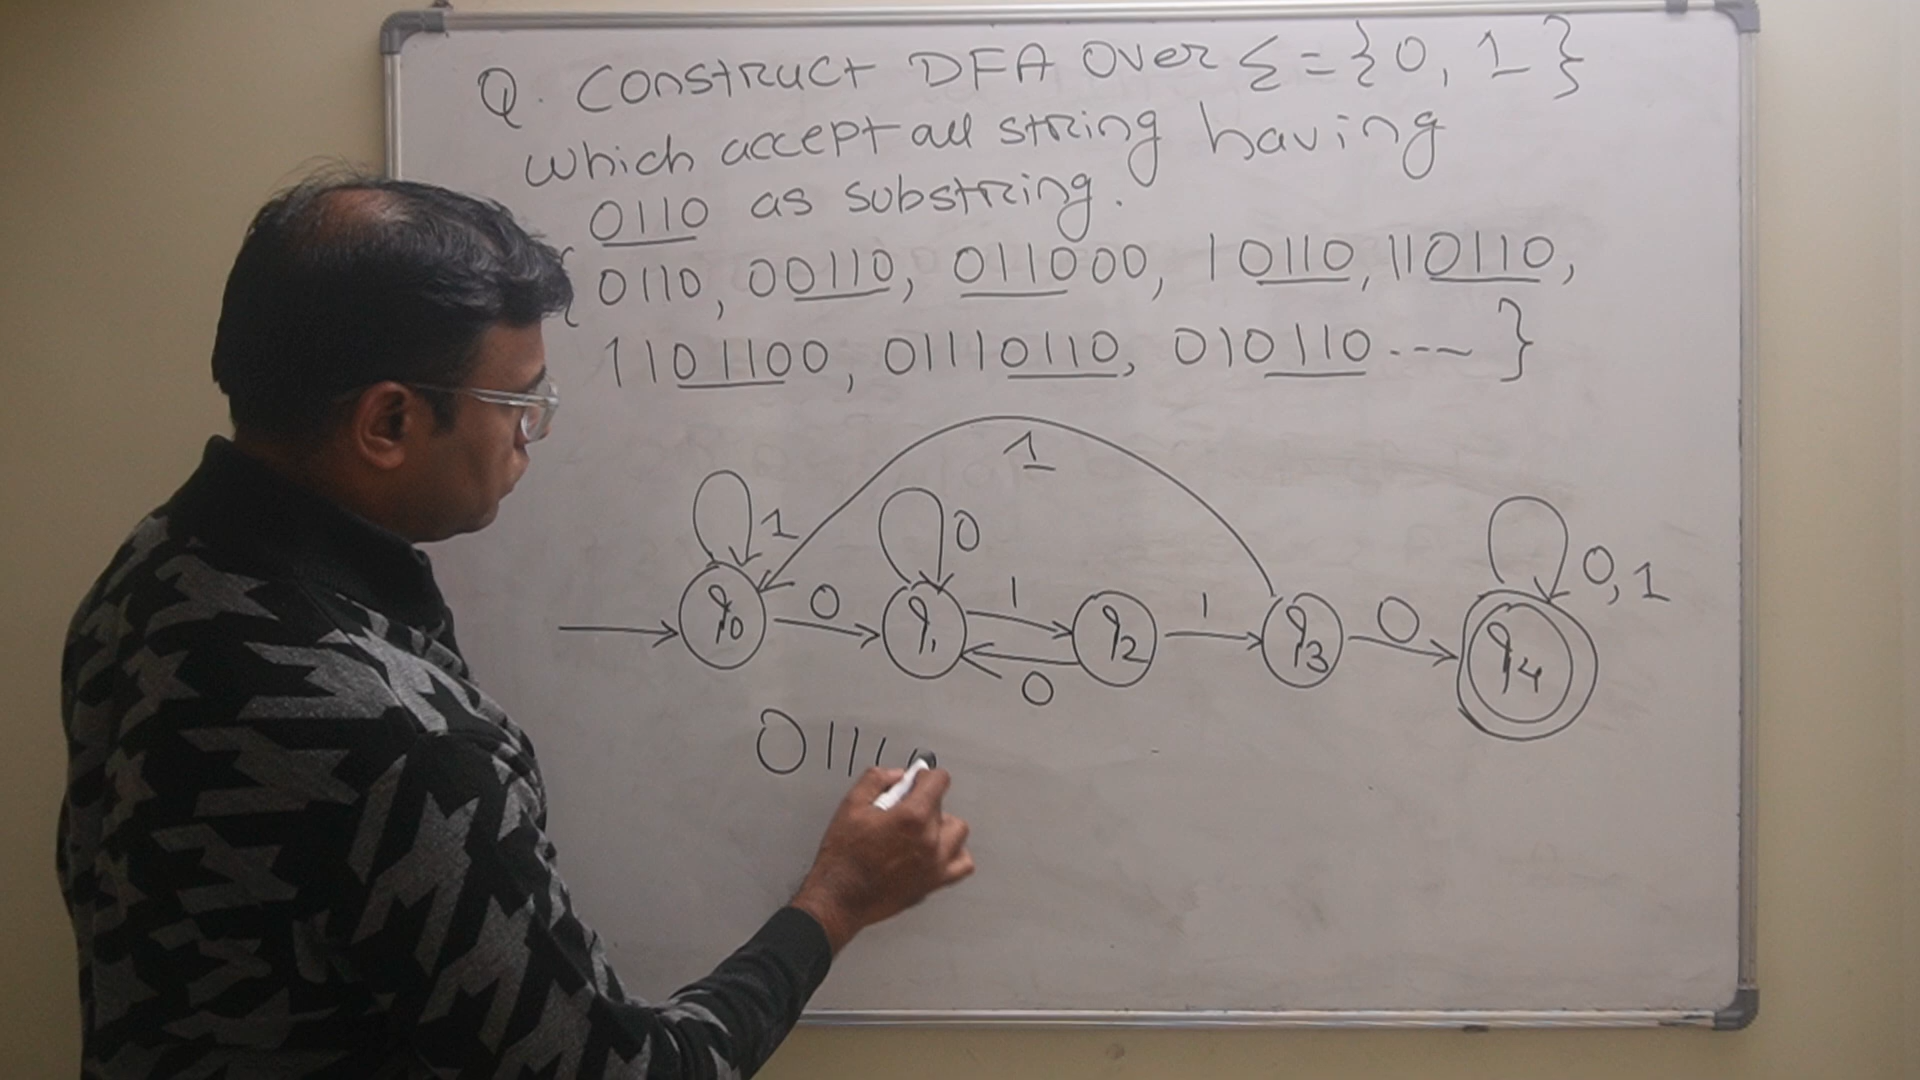 Q. Construct DFA over Σ = {0, 1}
which accept all string having
0110 as substring.
{0110, 00110, 011000, 10110, 110110,
1101100, 01110110, 010110 ---- }
1
1 0 0,1
q0 0 q1 1 q2 1 q3 0 q4
0
0111